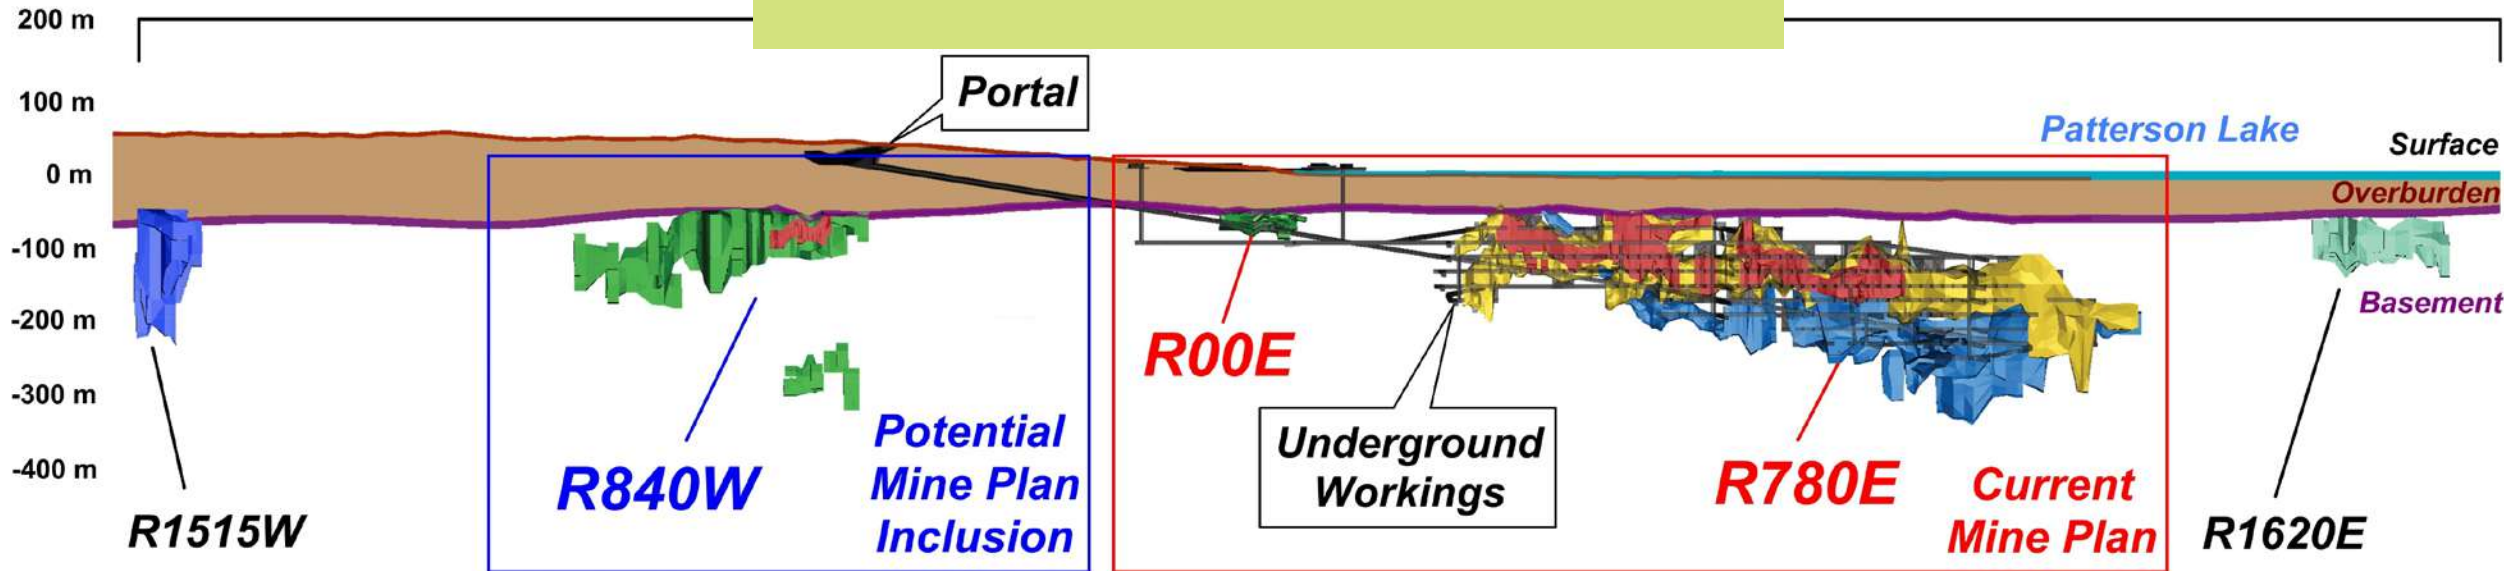 200 m
100 m
0 m
-100 m
-200 m
-300 m
-400 m
Portal
Patterson Lake
Surface
Overburden
Basement
R1515W
R840W
Potential
Mine Plan
Inclusion
R00E
Underground
Workings
R780E
Current
Mine Plan
R1620E